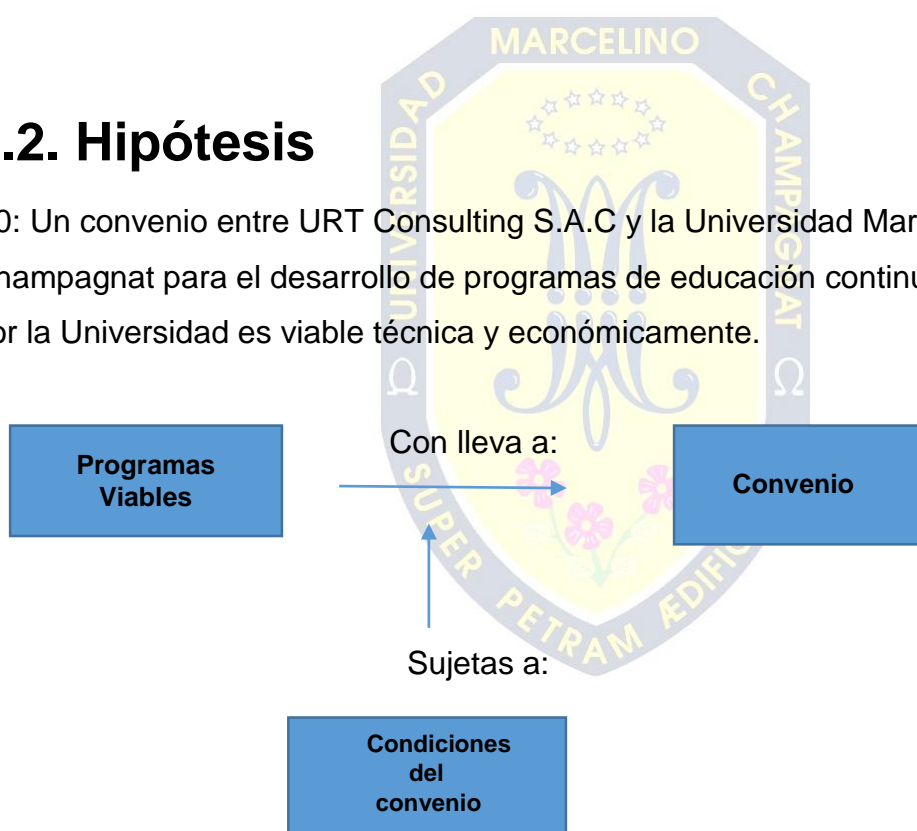 MARCELINO
UNIVERSIDAD
CHAMPAGNAT
.2. Hipótesis
0: Un convenio entre URT Consulting S.A.C y la Universidad Mar
hampagnat para el desarrollo de programas de educación continu
or la Universidad es viable técnica y económicamente.
Ω Ω
Con lleva a:
Programas
Viables
Convenio
SUPER PETRAM ÆDIFIC
Sujetas a:
Condiciones
del
convenio